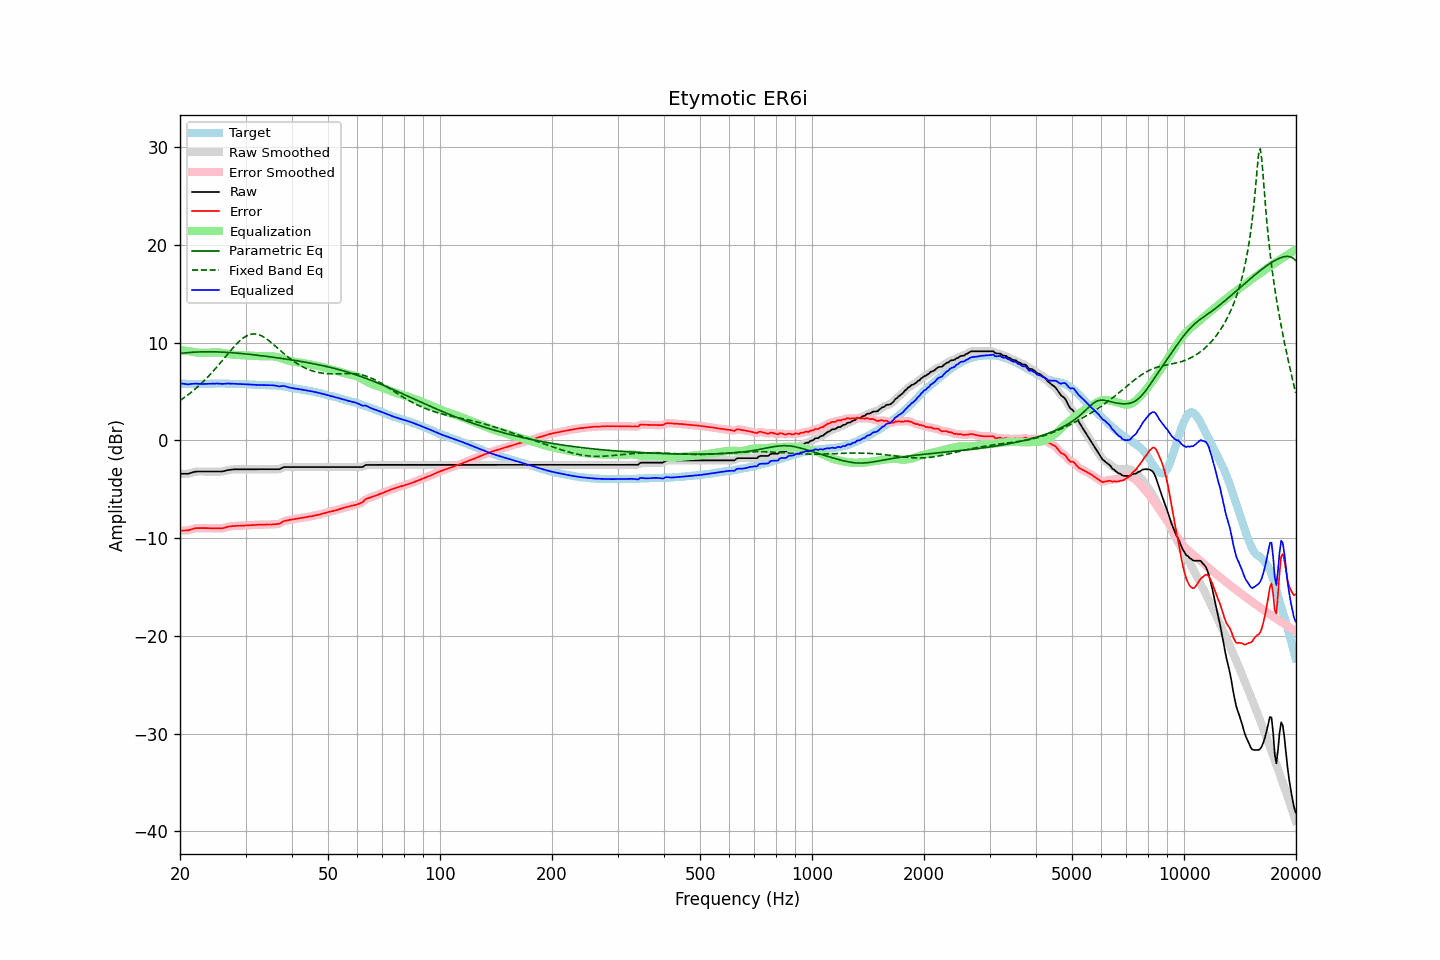 Etymotic ER6i
Target
Raw Smoothed
Error Smoothed
Raw
Error
Equalization
Parametric Eq
Fixed Band Eq
Equalized
30
20
10
0
−10
−20
−30
−40
Amplitude (dBr)
20 50 100 200 500 1000 2000 5000 10000 20000
Frequency (Hz)